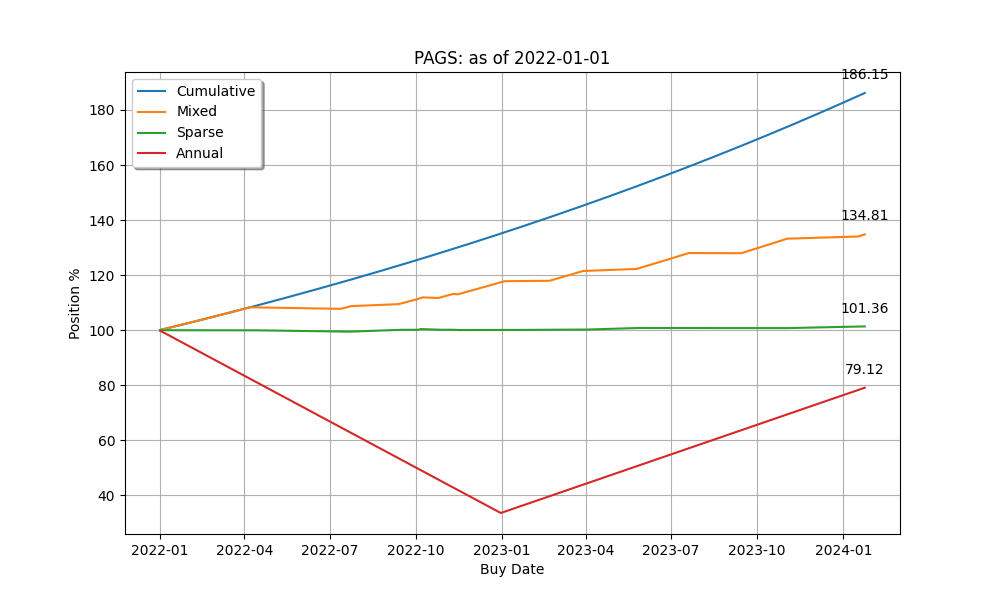 PAGS: as of 2022-01-01
186.15
Cumulative
Mixed
Sparse
Annual
134.81
101.36
79.12
180
160
140
120
100
80
60
40
Position %
2022-01 2022-04 2022-07 2022-10 2023-01 2023-04 2023-07 2023-10 2024-01
Buy Date